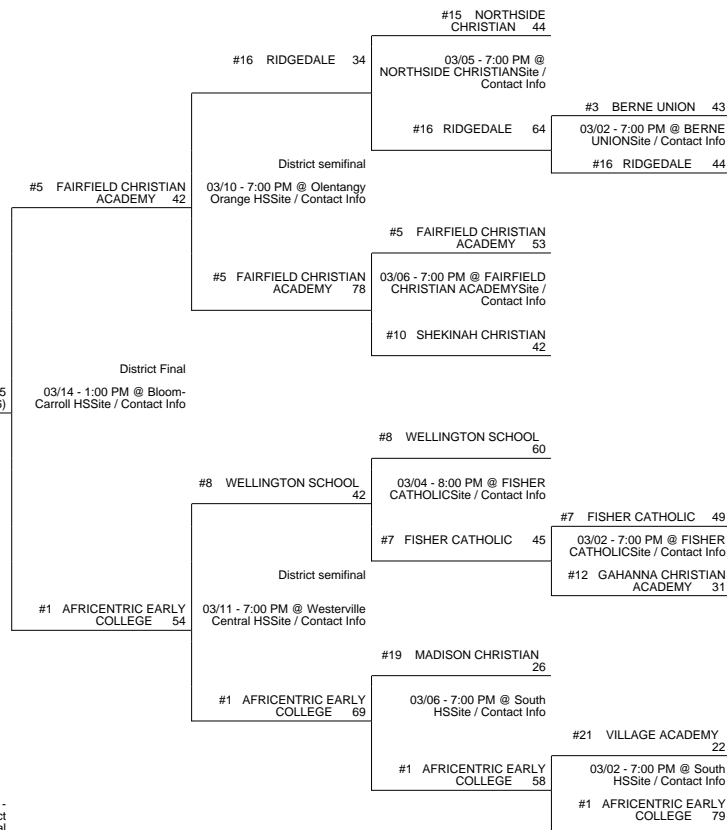 #15 NORTHSIDE
CHRISTIAN 44
#16 RIDGEDALE 34
03/05 - 7:00 PM @
NORTHSIDE CHRISTIANSite /
Contact Info
#3 BERNE UNION 43
#16 RIDGEDALE 64
03/02 - 7:00 PM @ BERNE
UNIONSite / Contact Info
#16 RIDGEDALE 44
District semifinal
03/10 - 7:00 PM @ Olentangy
Orange HSSite / Contact Info
#5 FAIRFIELD CHRISTIAN
ACADEMY 42
#5 FAIRFIELD CHRISTIAN
ACADEMY 53
#5 FAIRFIELD CHRISTIAN
ACADEMY 78
03/06 - 7:00 PM @ FAIRFIELD
CHRISTIAN ACADEMYSite /
Contact Info
#10 SHEKINAH CHRISTIAN
42
District Final
03/14 - 1:00 PM @ Bloom-
Carroll HSSite / Contact Info
5
)
#8 WELLINGTON SCHOOL
60
#8 WELLINGTON SCHOOL
42
03/04 - 8:00 PM @ FISHER
CATHOLICSite / Contact Info
#7 FISHER CATHOLIC 49
#7 FISHER CATHOLIC 45
03/02 - 7:00 PM @ FISHER
CATHOLICSite / Contact Info
#12 GAHANNA CHRISTIAN
ACADEMY 31
District semifinal
03/11 - 7:00 PM @ Westerville
Central HSSite / Contact Info
#1 AFRICENTRIC EARLY
COLLEGE 54
#19 MADISON CHRISTIAN
26
#1 AFRICENTRIC EARLY
COLLEGE 69
03/06 - 7:00 PM @ South
HSSite / Contact Info
#21 VILLAGE ACADEMY
22
#1 AFRICENTRIC EARLY
COLLEGE 58
03/02 - 7:00 PM @ South
HSSite / Contact Info
#1 AFRICENTRIC EARLY
COLLEGE 79
-
ct
al